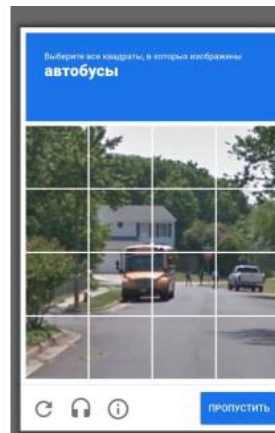 Выберите все квадраты, в которых изображены
автобусы
ПРОПУСТИТЬ